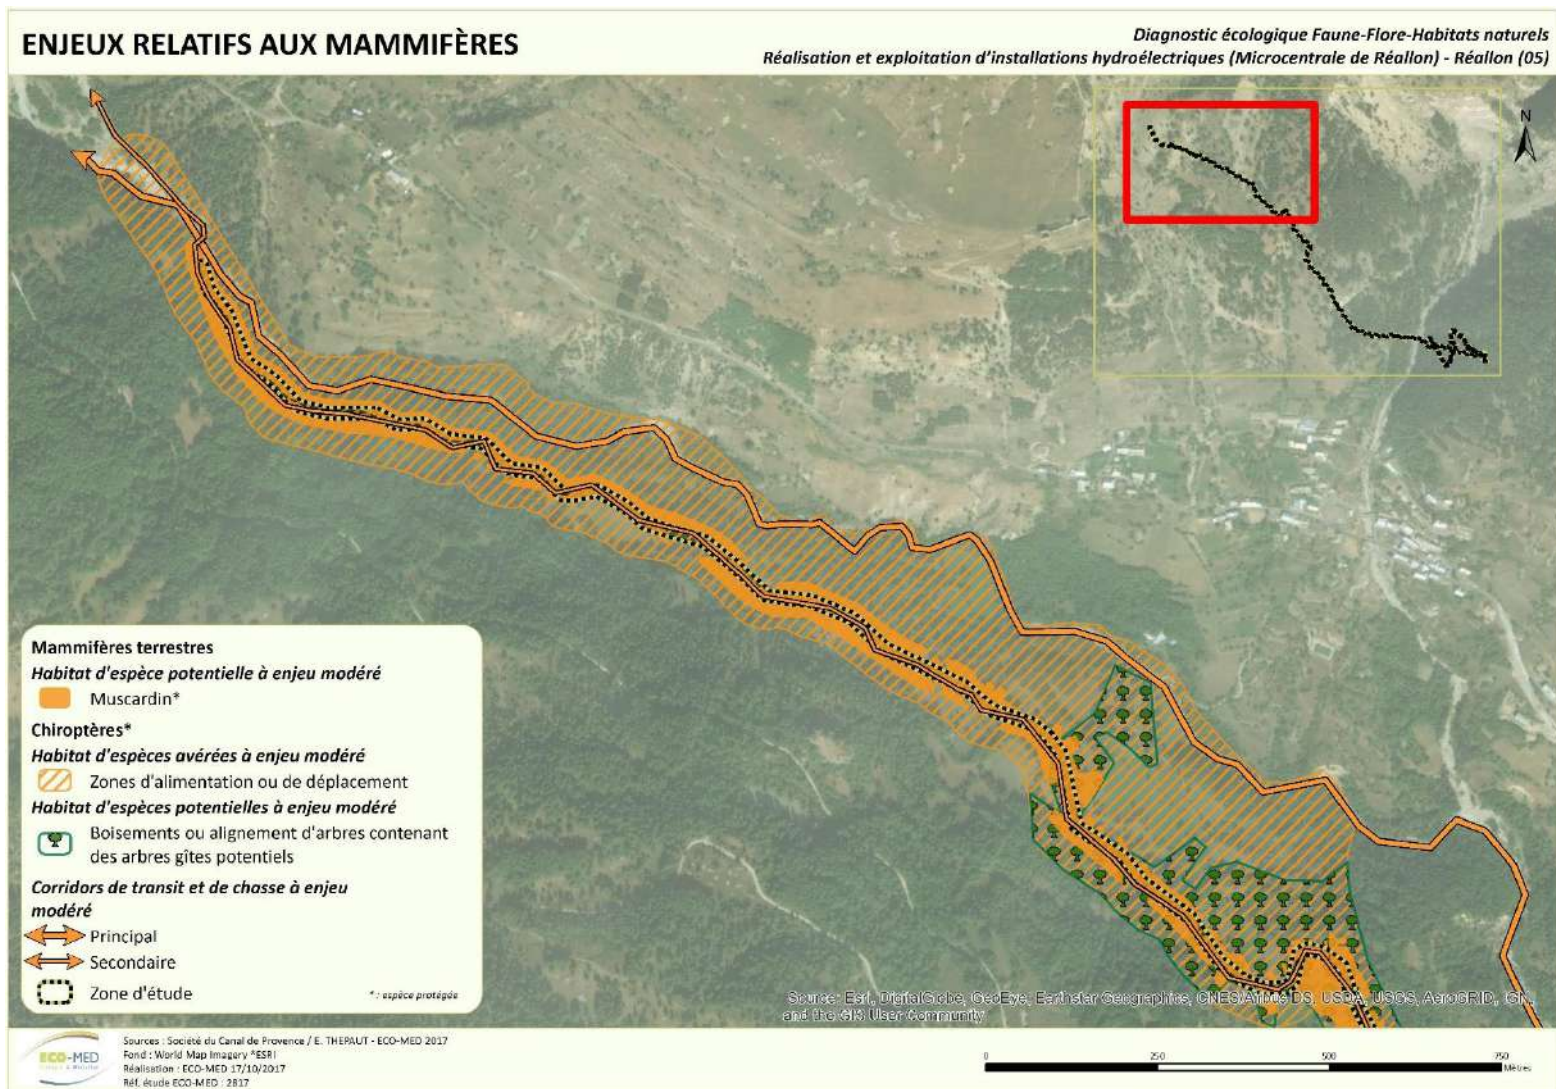 ENJEUX RELATIFS AUX MAMMIFÈRES
Diagnostic écologique Faune-Flore-Habitats naturels
Réalisation et exploitation d'installations hydroélectriques (Microcentrale de Réallon) - Réallon (05)
N
Mammifères terrestres
Habitat d'espèce potentielle à enjeu modéré
Muscardin*
Chiroptères*
Habitat d'espèces avérées à enjeu modéré
Zones d'alimentation ou de déplacement
Habitat d'espèces potentielles à enjeu modéré
Boisements ou alignement d'arbres contenant
des arbres gîtes potentiels
Corridors de transit et de chasse à enjeu
modéré
Principal
Secondaire
Zone d'étude
* : espèce protégée
Source: Esri, DigitalGlobe, GeoEye, Earthstar Geographics, CNES/Airbus DS, USDA, USGS, AeroGRID, IGN,
and the GIS User Community
ECO-MED
Sources : Société du Canal de Provence / E. THEPAUT - ECO-MED 2017
Fond : World Map Imagery ®ESRI
Réalisation : ECO-MED 17/10/2017
Réf. étude ECO-MED : 2817
0 250 500 750
Mètres